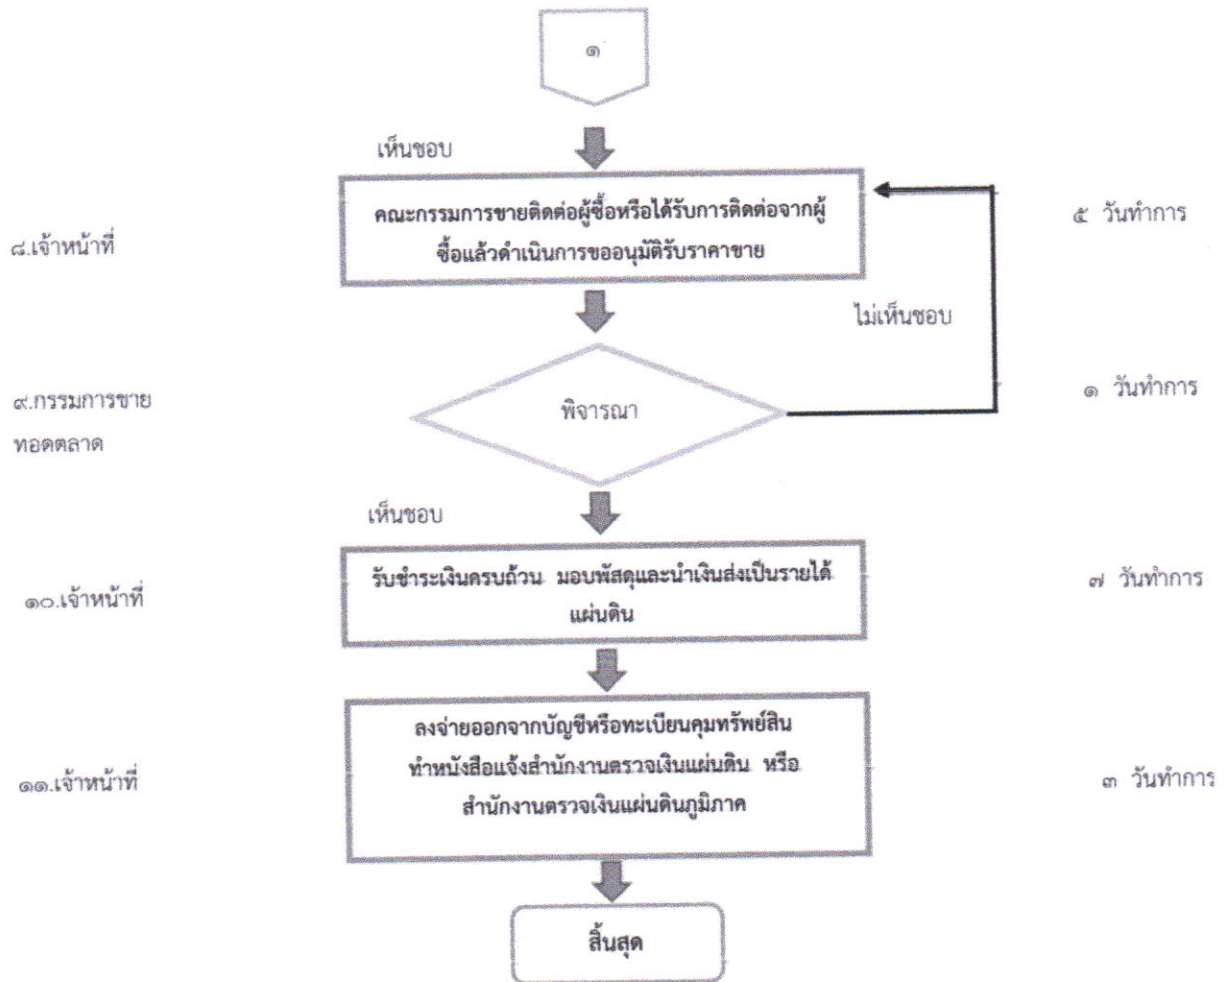 ๑
เห็นชอบ
คณะกรรมการขายติดต่อผู้ซื้อหรือได้รับการติดต่อจากผู้
ซื้อแล้วดำเนินการขออนุมัติรับราคาขาย
๘.เจ้าหน้าที่
๕ วันทำการ
ไม่เห็นชอบ
๙.กรรมการขาย
ทอดตลาด
พิจารณา
๑ วันทำการ
เห็นชอบ
๑๐.เจ้าหน้าที่
รับชำระเงินครบถ้วน มอบพัสดุและนำเงินส่งเป็นรายได้
แผ่นดิน
๗ วันทำการ
๑๑.เจ้าหน้าที่
ลงจ่ายออกจากบัญชีหรือทะเบียนคุมทรัพย์สิน
ทำหนังสือแจ้งสำนักงานตรวจเงินแผ่นดิน หรือ
สำนักงานตรวจเงินแผ่นดินภูมิภาค
๓ วันทำการ
สิ้นสุด